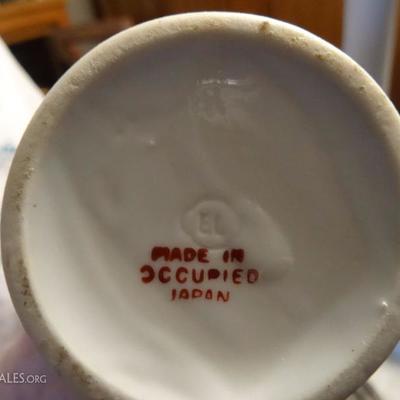 EL
MADE IN
OCCUPIED
JAPAN
ALES.ORG